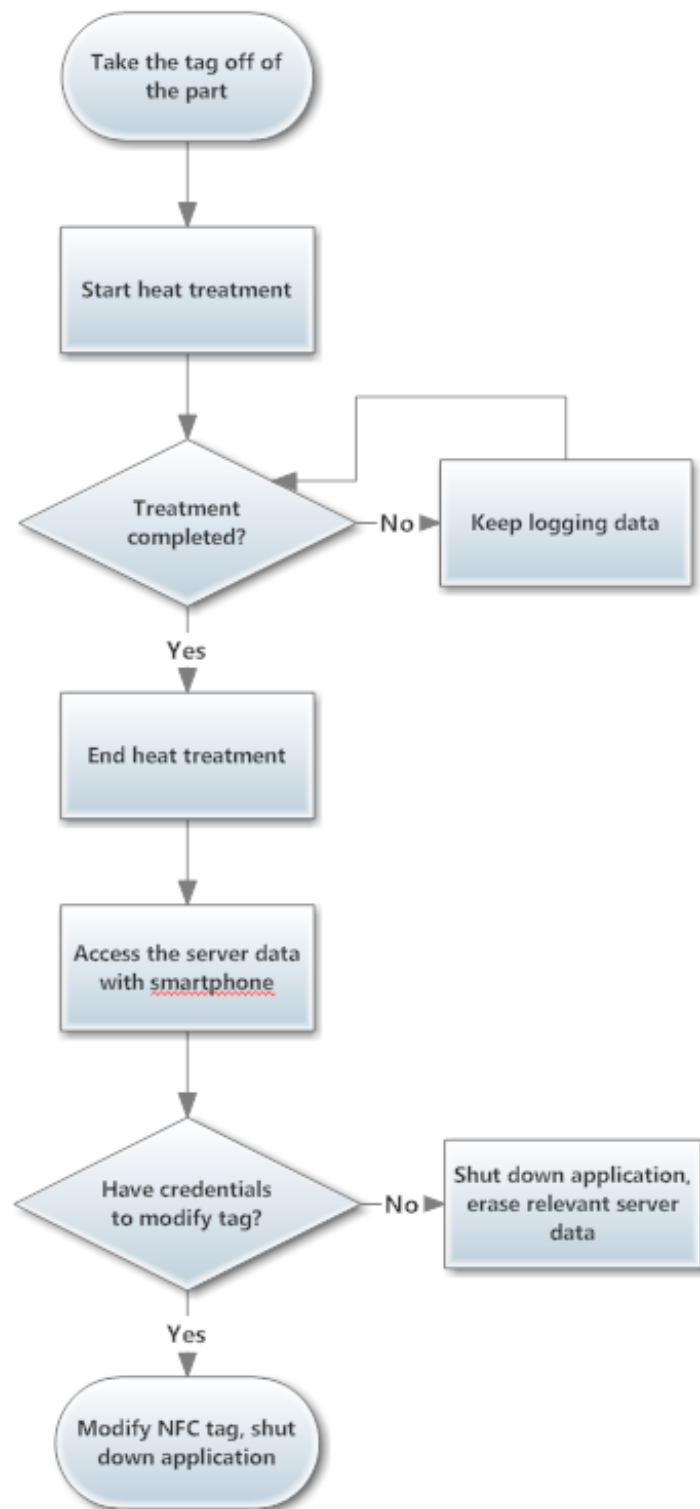 Take the tag off of
the part
Start heat treatment
Treatment
completed?
No
Keep logging data
Yes
End heat treatment
Access the server data
with smartphone
Have credentials
to modify tag?
No
Shut down application,
erase relevant server
data
Yes
Modify NFC tag, shut
down application